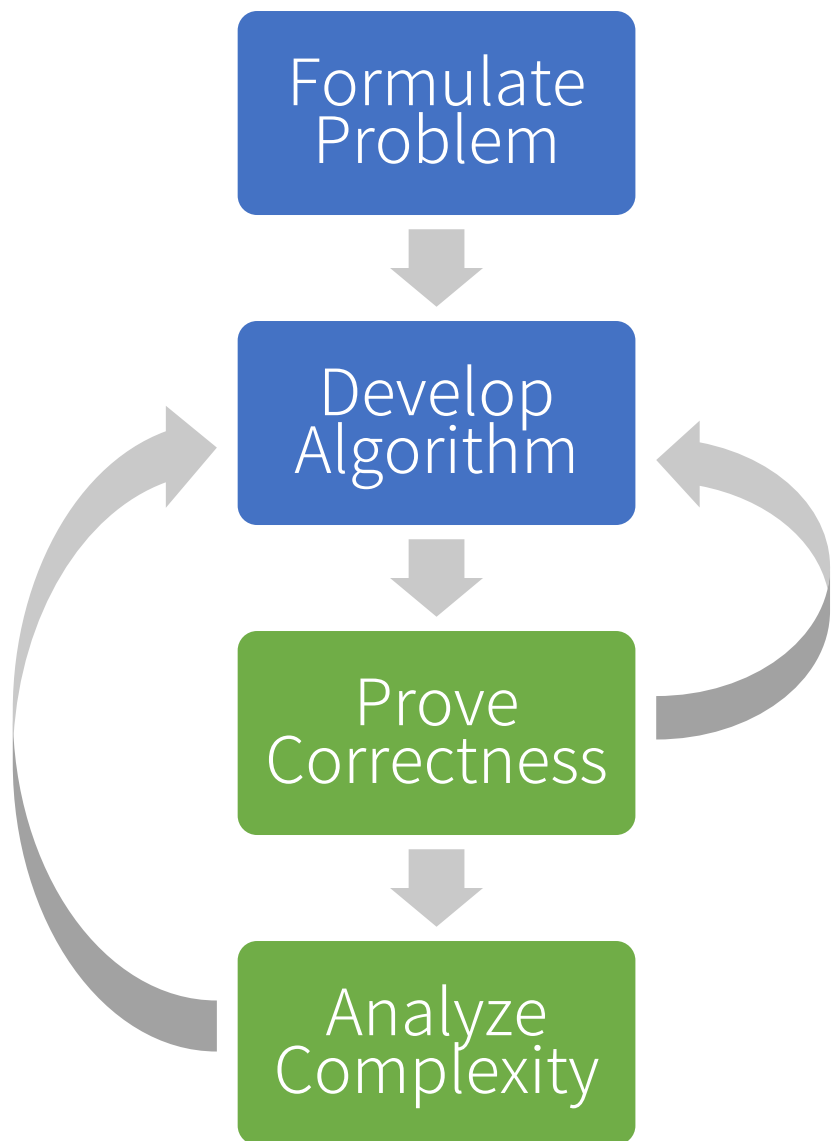 Formulate
Problem
Develop
Algorithm
Prove
Correctness
Analyze
Complexity